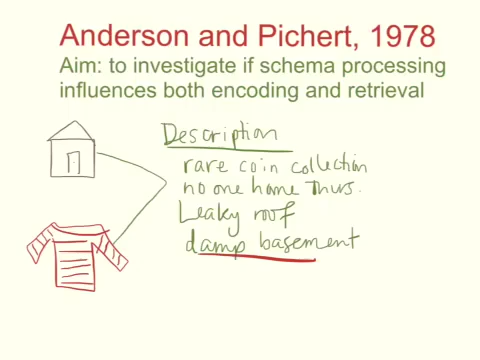 Anderson and Pichert, 1978
Aim: to investigate if schema processing
influences both encoding and retrieval
Description
rare coin collection
no one home Thurs.
Leaky roof
damp basement